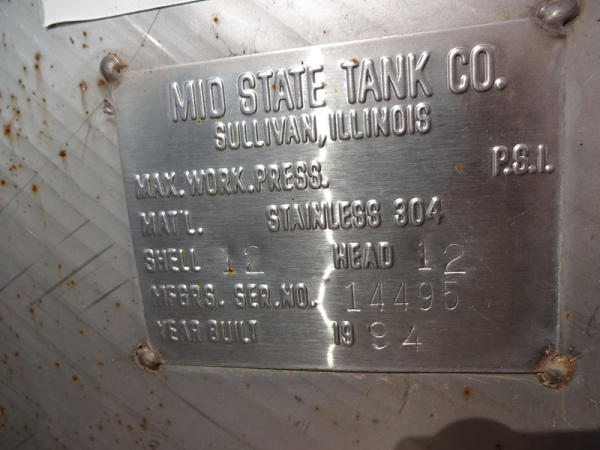 MID STATE TANK CO.
SULLIVAN, ILLINOIS
MAX. WORK. PRESS. P.S.I.
MAT'L. STAINLESS 304
SHELL 12 HEAD 12
MFGRS. SER. NO. 14495
YEAR BUILT 1994